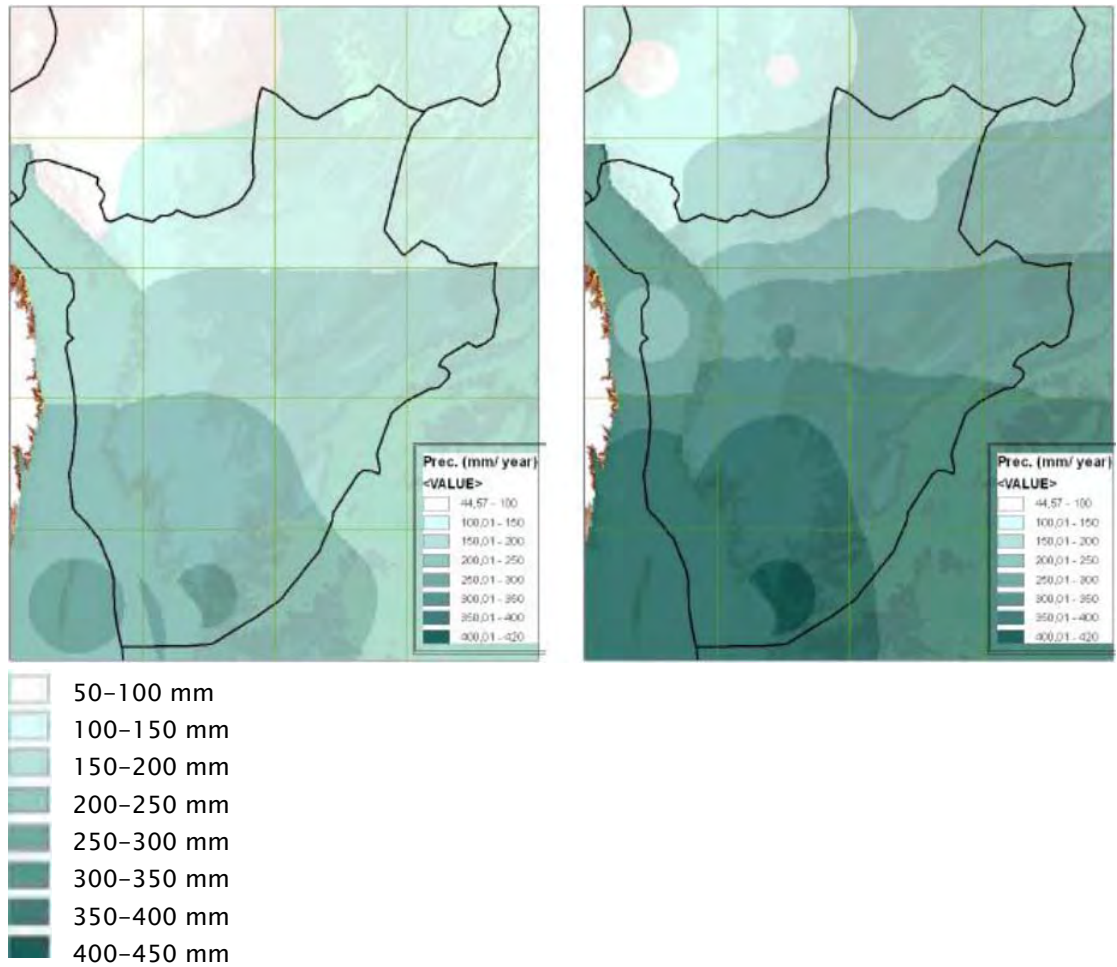 Prec. (mm/ year)
<VALUE>
44,57 - 100
100,01 - 150
150,01 - 200
200,01 - 250
250,01 - 300
300,01 - 350
350,01 - 400
400,01 - 420
Prec. (mm/ year)
<VALUE>
44,57 - 100
100,01 - 150
150,01 - 200
200,01 - 250
250,01 - 300
300,01 - 350
350,01 - 400
400,01 - 420
50–100 mm
100–150 mm
150–200 mm
200–250 mm
250–300 mm
300–350 mm
350–400 mm
400–450 mm